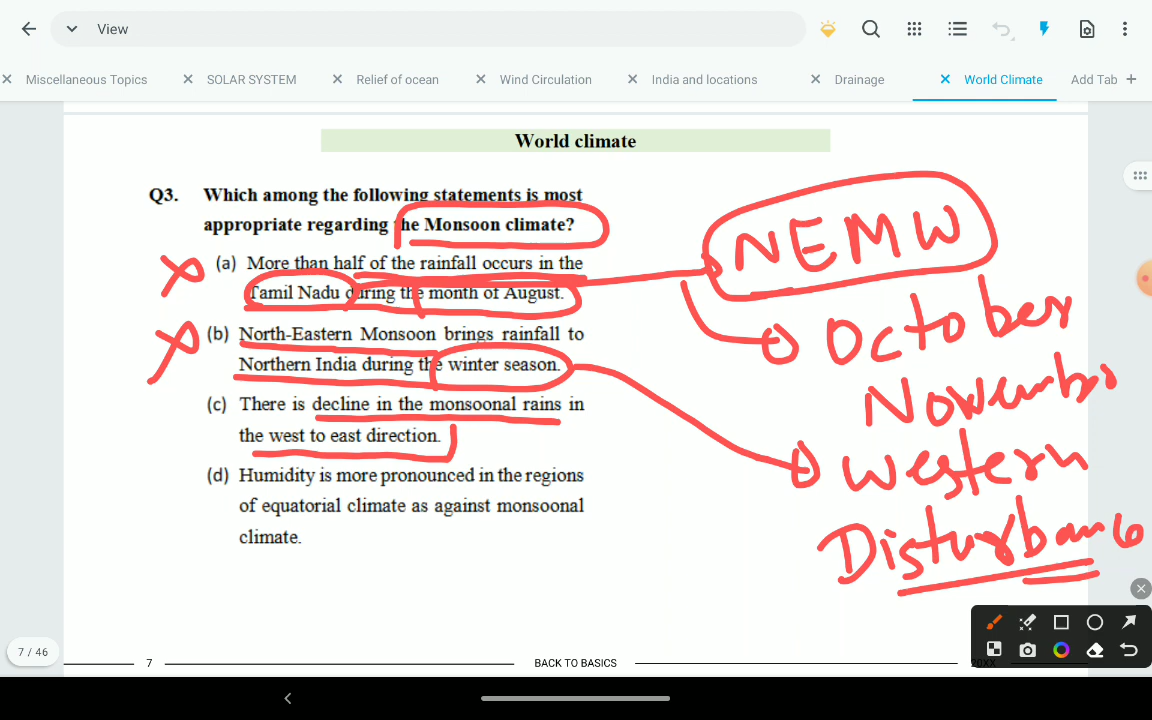 View
Miscellaneous Topics
SOLAR SYSTEM
Relief of ocean
Wind Circulation
India and locations
Drainage
World Climate
Add Tab +
World climate
Q3. Which among the following statements is most
appropriate regarding the Monsoon climate?
(a) More than half of the rainfall occurs in the
Tamil Nadu during the month of August.
(b) North-Eastern Monsoon brings rainfall to
Northern India during the winter season.
(c) There is decline in the monsoonal rains in
the west to east direction.
(d) Humidity is more pronounced in the regions
of equatorial climate as against monsoonal
climate.
NEMW
October
November
Western
Disturbance
7 / 46
7
BACK TO BASICS
20XX